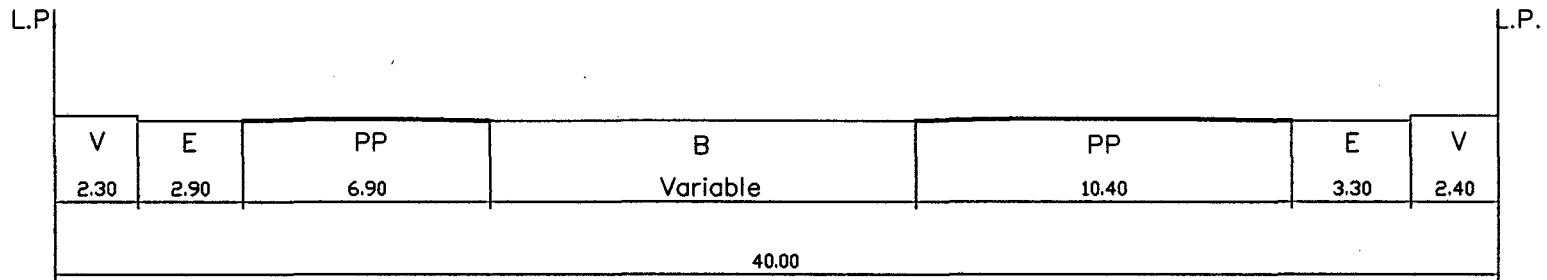 L.P L.P.
V E PP B PP E V
2.30 2.90 6.90 Variable 10.40 3.30 2.40
40.00